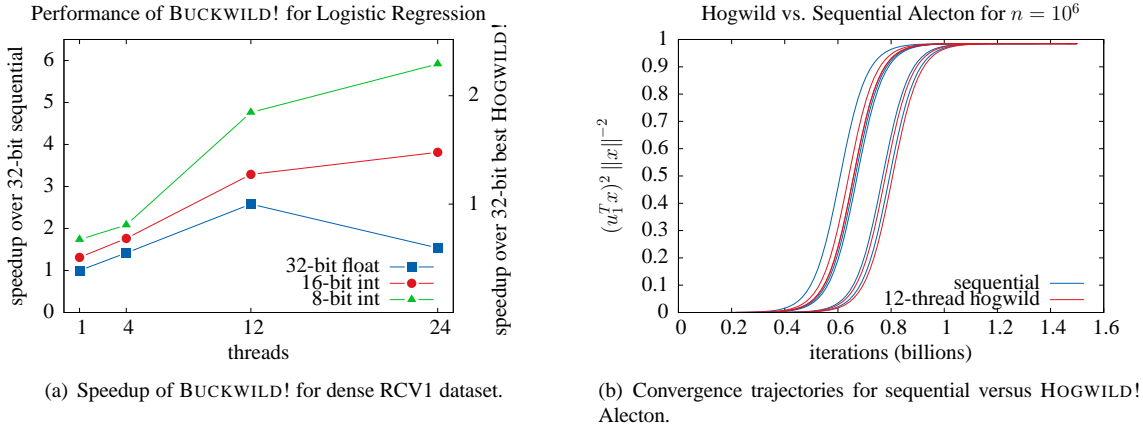 Performance of BUCKWILD! for Logistic Regression
speedup over 32-bit sequential
6
5
4
3
2
1
0
1
4
12
24
threads
2
1
speedup over 32-bit best HOGWILD!
32-bit float
16-bit int
8-bit int
(a) Speedup of BUCKWILD! for dense RCV1 dataset.
Hogwild vs. Sequential Alecton for n = 10⁶
(u₁ᵀx)² ||x||⁻²
1
0.9
0.8
0.7
0.6
0.5
0.4
0.3
0.2
0.1
0
0
0.2
0.4
0.6
0.8
1
1.2
1.4
1.6
iterations (billions)
sequential
12-thread hogwild
(b) Convergence trajectories for sequential versus HOGWILD!
Alecton.